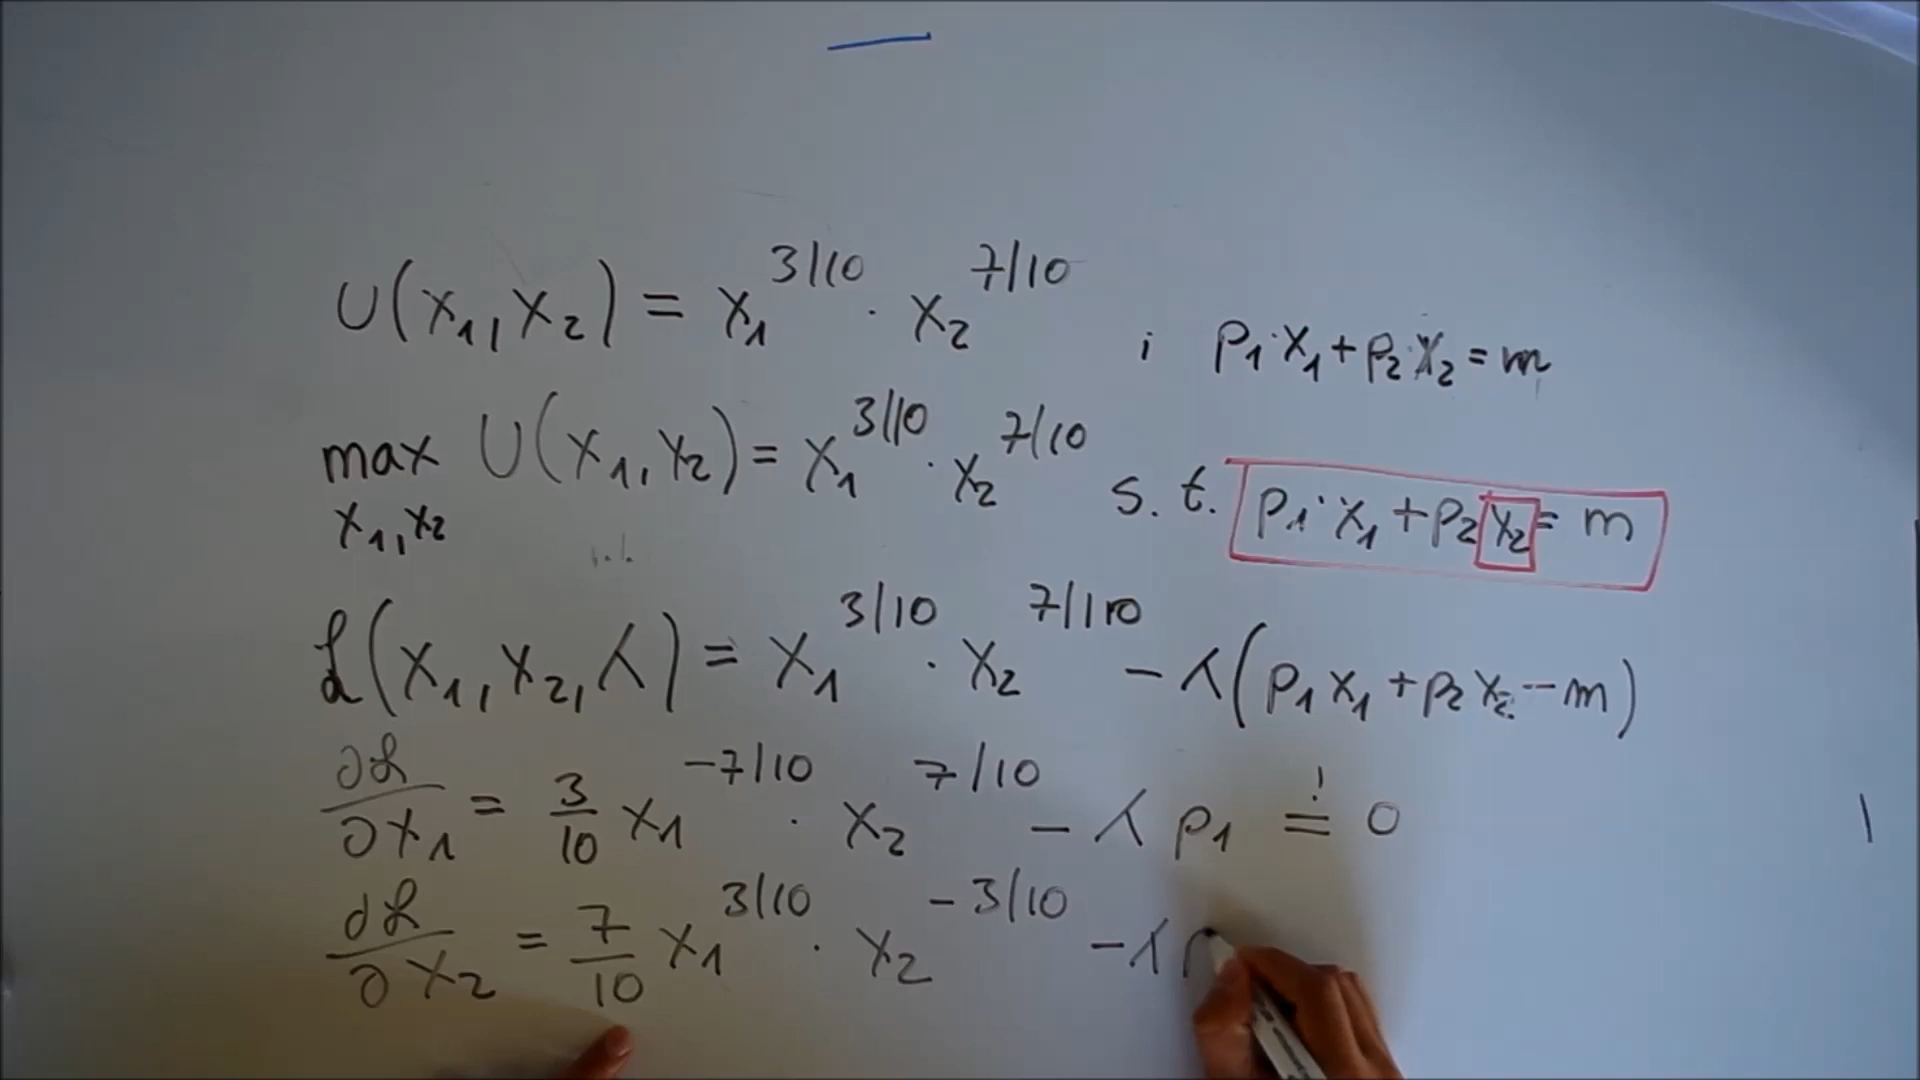 U(x₁,x₂) = x₁^3/10 · x₂^7/10 ; p₁·x₁+p₂·x₂=m
max U(x₁,x₂) = x₁^3/10 · x₂^7/10 s.t. p₁·x₁+p₂x₂= m
x₁,x₂
ℒ(x₁,x₂,λ) = x₁^3/10 · x₂^7/10 - λ(p₁x₁+p₂x₂-m)
∂ℒ/∂x₁ = 3/10 x₁^-7/10 · x₂^7/10 - λp₁ =! 0
∂ℒ/∂x₂ = 7/10 x₁^3/10 · x₂^-3/10 -λ